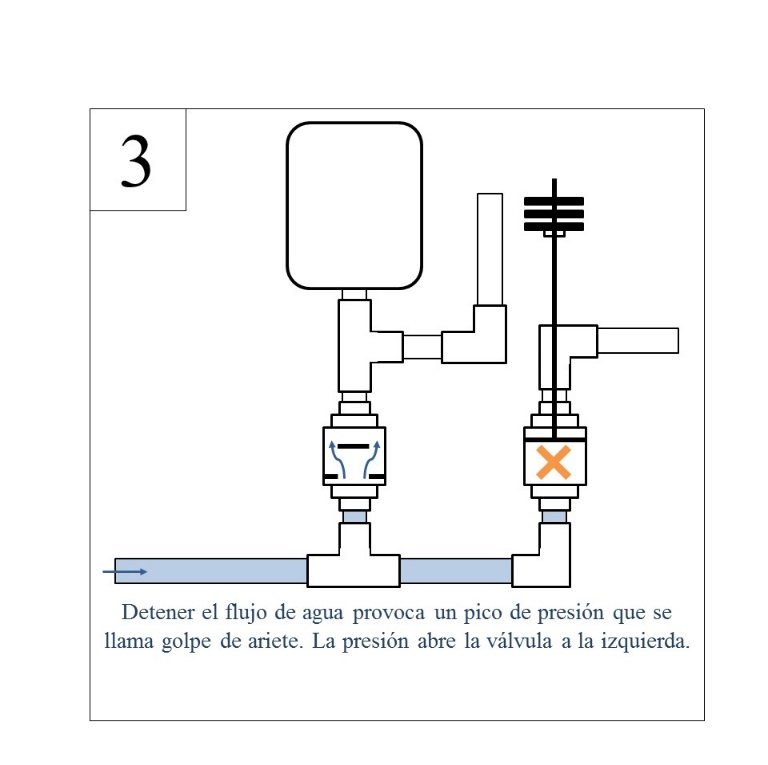 3
Detener el flujo de agua provoca un pico de presión que se
llama golpe de ariete. La presión abre la válvula a la izquierda.